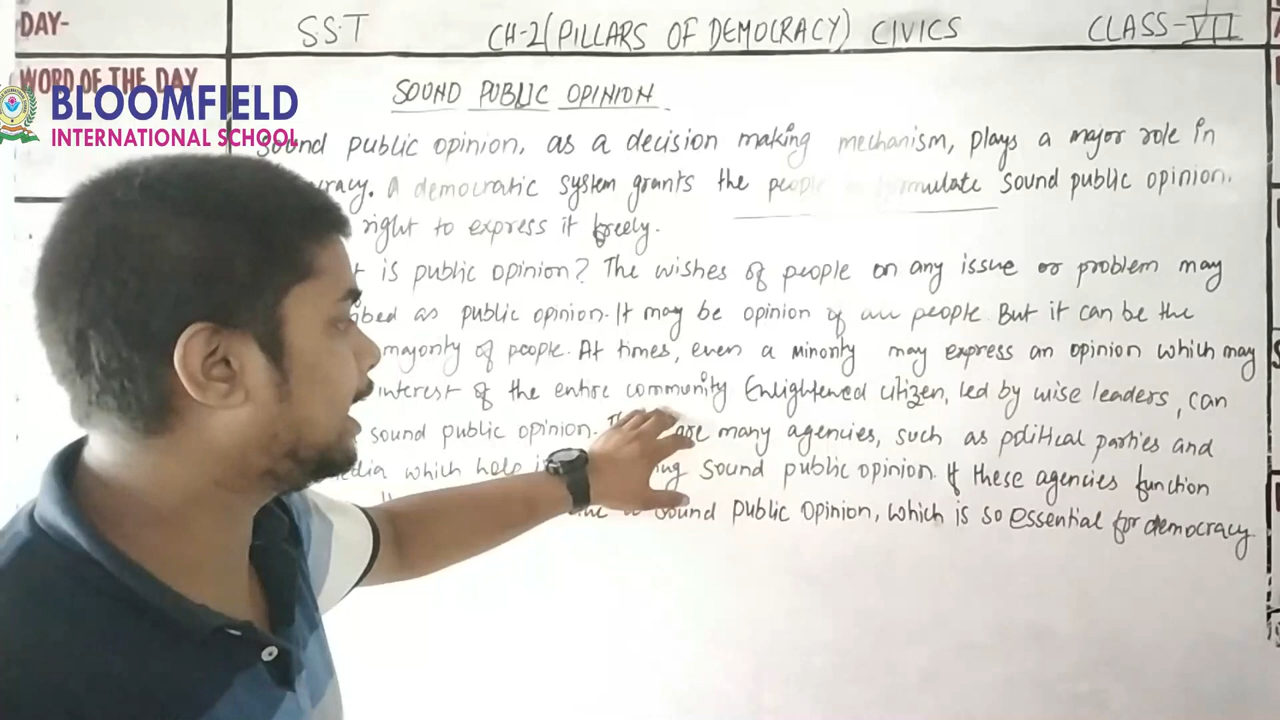 DAY-
SS.T CH-2(PILLARS OF DEMOCRACY) CIVICS CLASS-VII
WORD OF THE DAY
BLOOMFIELD
INTERNATIONAL SCHOOL
SOUND PUBLIC OPINION
Sound public opinion, as a decision making mechanism, plays a major role in
A democratic system grants the people formulate sound public opinion.
right to express it freely.
is public opinion? The wishes of people on any issue or problem may
as public opinion. It may be opinion of all people. But it can be the
majority of people. At times, even a minority may express an opinion which may
interest of the entire community Enlightened citizen, led by wise leaders, can
sound public opinion. are many agencies, such as political parties and
which help sound public opinion. If these agencies function
sound public opinion, which is so essential for democracy.